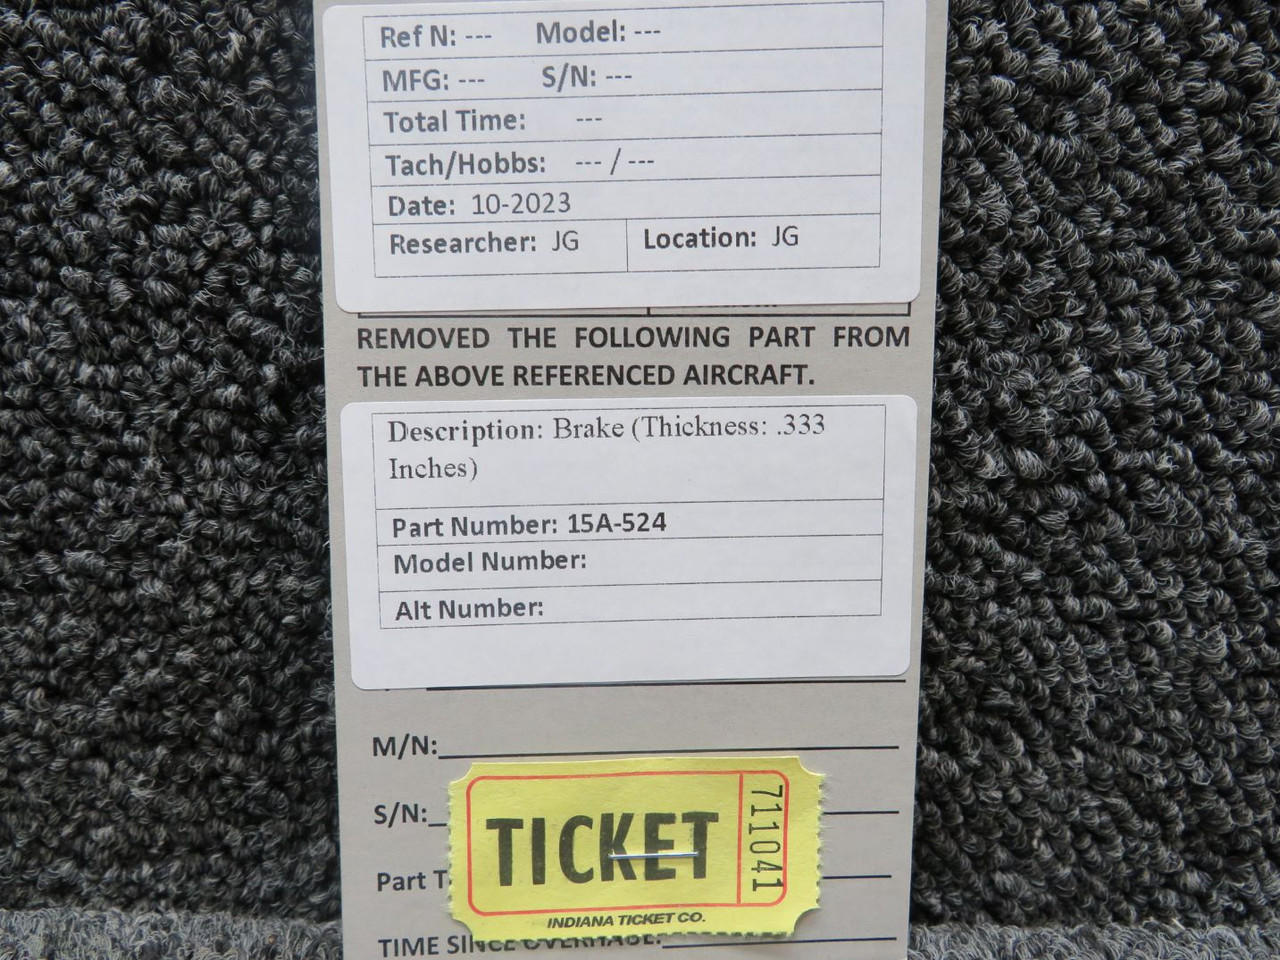 Ref N: --- Model: ---
MFG: --- S/N: ---
Total Time: ---
Tach/Hobbs: --- / ---
Date: 10-2023
Researcher: JG Location: JG
REMOVED THE FOLLOWING PART FROM
THE ABOVE REFERENCED AIRCRAFT.
Description: Brake (Thickness: .333
Inches)
Part Number: 15A-524
Model Number:
Alt Number:
M/N:
S/N:
TICKET 711041
Part T
INDIANA TICKET CO.
TIME SINCE OVERHAUL: